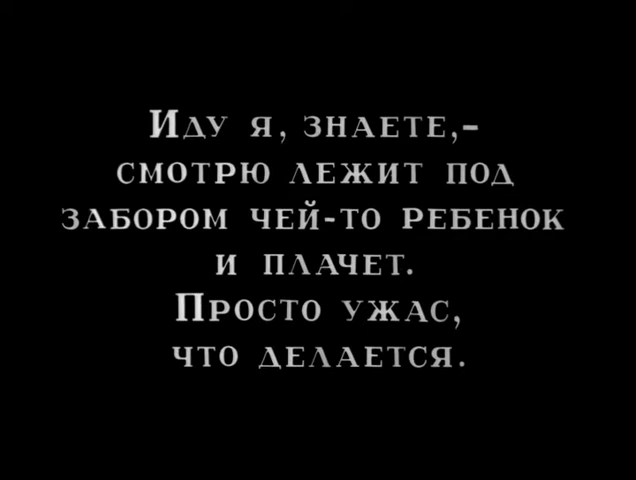 Иду я, знаете,-
смотрю лежит под
забором чей-то ребенок
и плачет.
Просто ужас,
что делается.